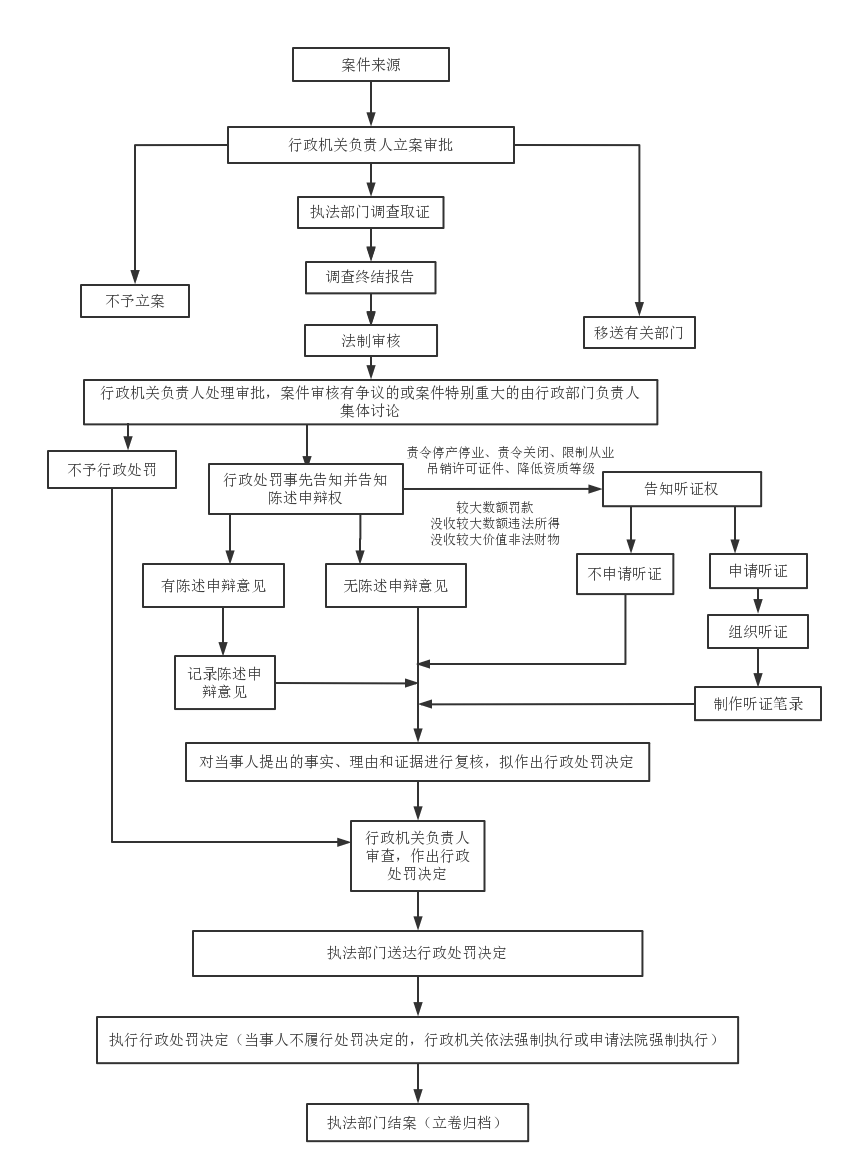 案件来源
行政机关负责人立案审批
执法部门调查取证
调查终结报告
不予立案
移送有关部门
法制审核
行政机关负责人处理审批，案件审核有争议的或案件特别重大的由行政部门负责人
集体讨论
不予行政处罚
行政处罚事先告知并告知
陈述申辩权
责令停产停业、责令关闭、限制从业
吊销许可证件、降低资质等级
较大数额罚款
没收较大数额违法所得
没收较大价值非法财物
告知听证权
有陈述申辩意见
无陈述申辩意见
不申请听证
申请听证
组织听证
记录陈述申
辩意见
制作听证笔录
对当事人提出的事实、理由和证据进行复核，拟作出行政处罚决定
行政机关负责人
审查，作出行政
处罚决定
执法部门送达行政处罚决定
执行行政处罚决定（当事人不履行处罚决定的，行政机关依法强制执行或申请法院强制执行）
执法部门结案（立卷归档）